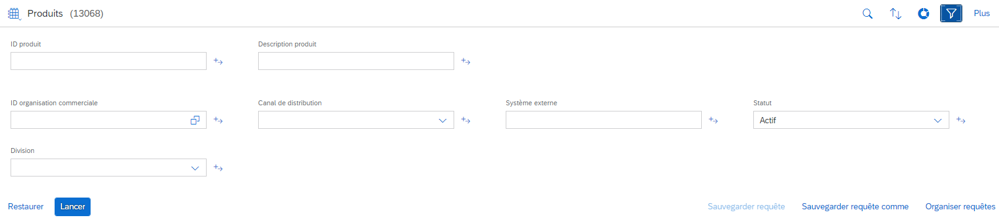 Produits (13068)
Plus
ID produit
Description produit
ID organisation commerciale
Canal de distribution
Système externe
Statut
Actif
Division
Restaurer
Lancer
Sauvegarder requête
Sauvegarder requête comme
Organiser requêtes